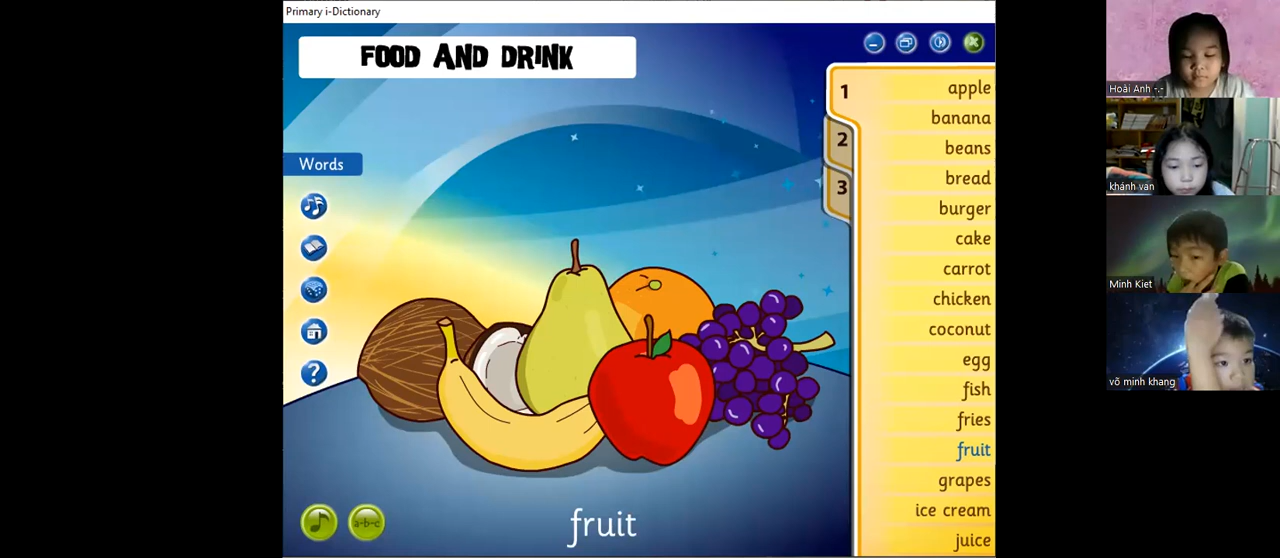 Primary i-Dictionary
FOOD AND DRINK
Words
a-b-c
fruit
1
2
3
apple
banana
beans
bread
burger
cake
carrot
chicken
coconut
egg
fish
fries
fruit
grapes
ice cream
juice
Hoài Anh -.-
khánh van
Minh Kiet
võ minh khang